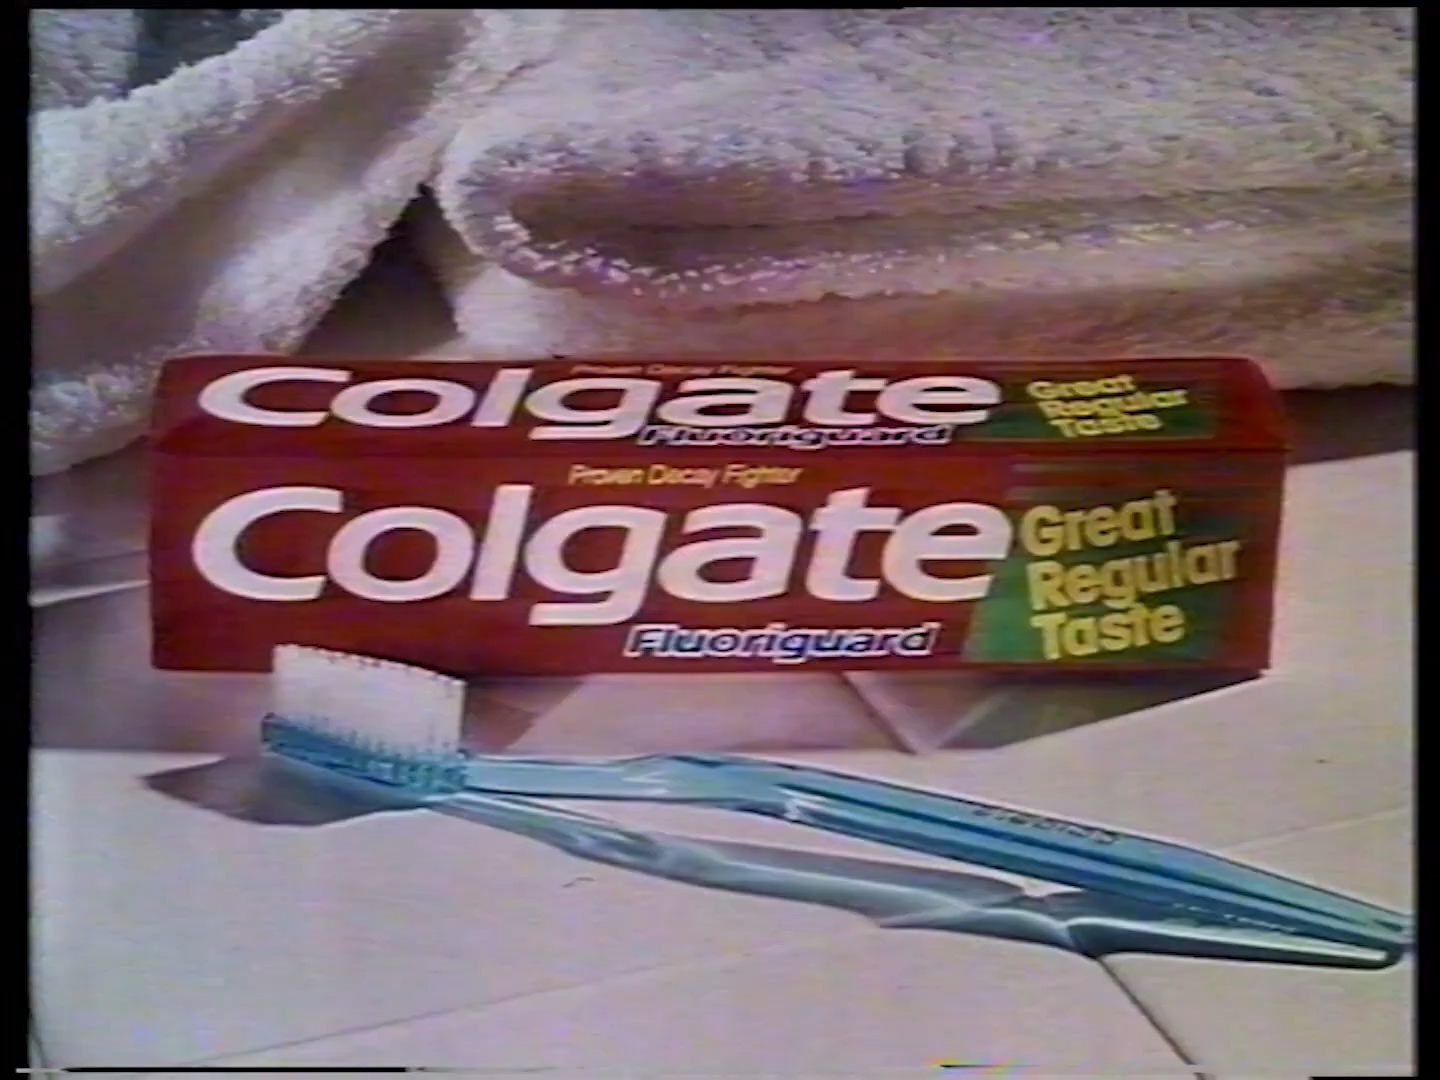 Proven Decay Fighter
Colgate
Fluoriguard
Great
Regular
Taste
Proven Decay Fighter
Colgate
Fluoriguard
Great
Regular
Taste